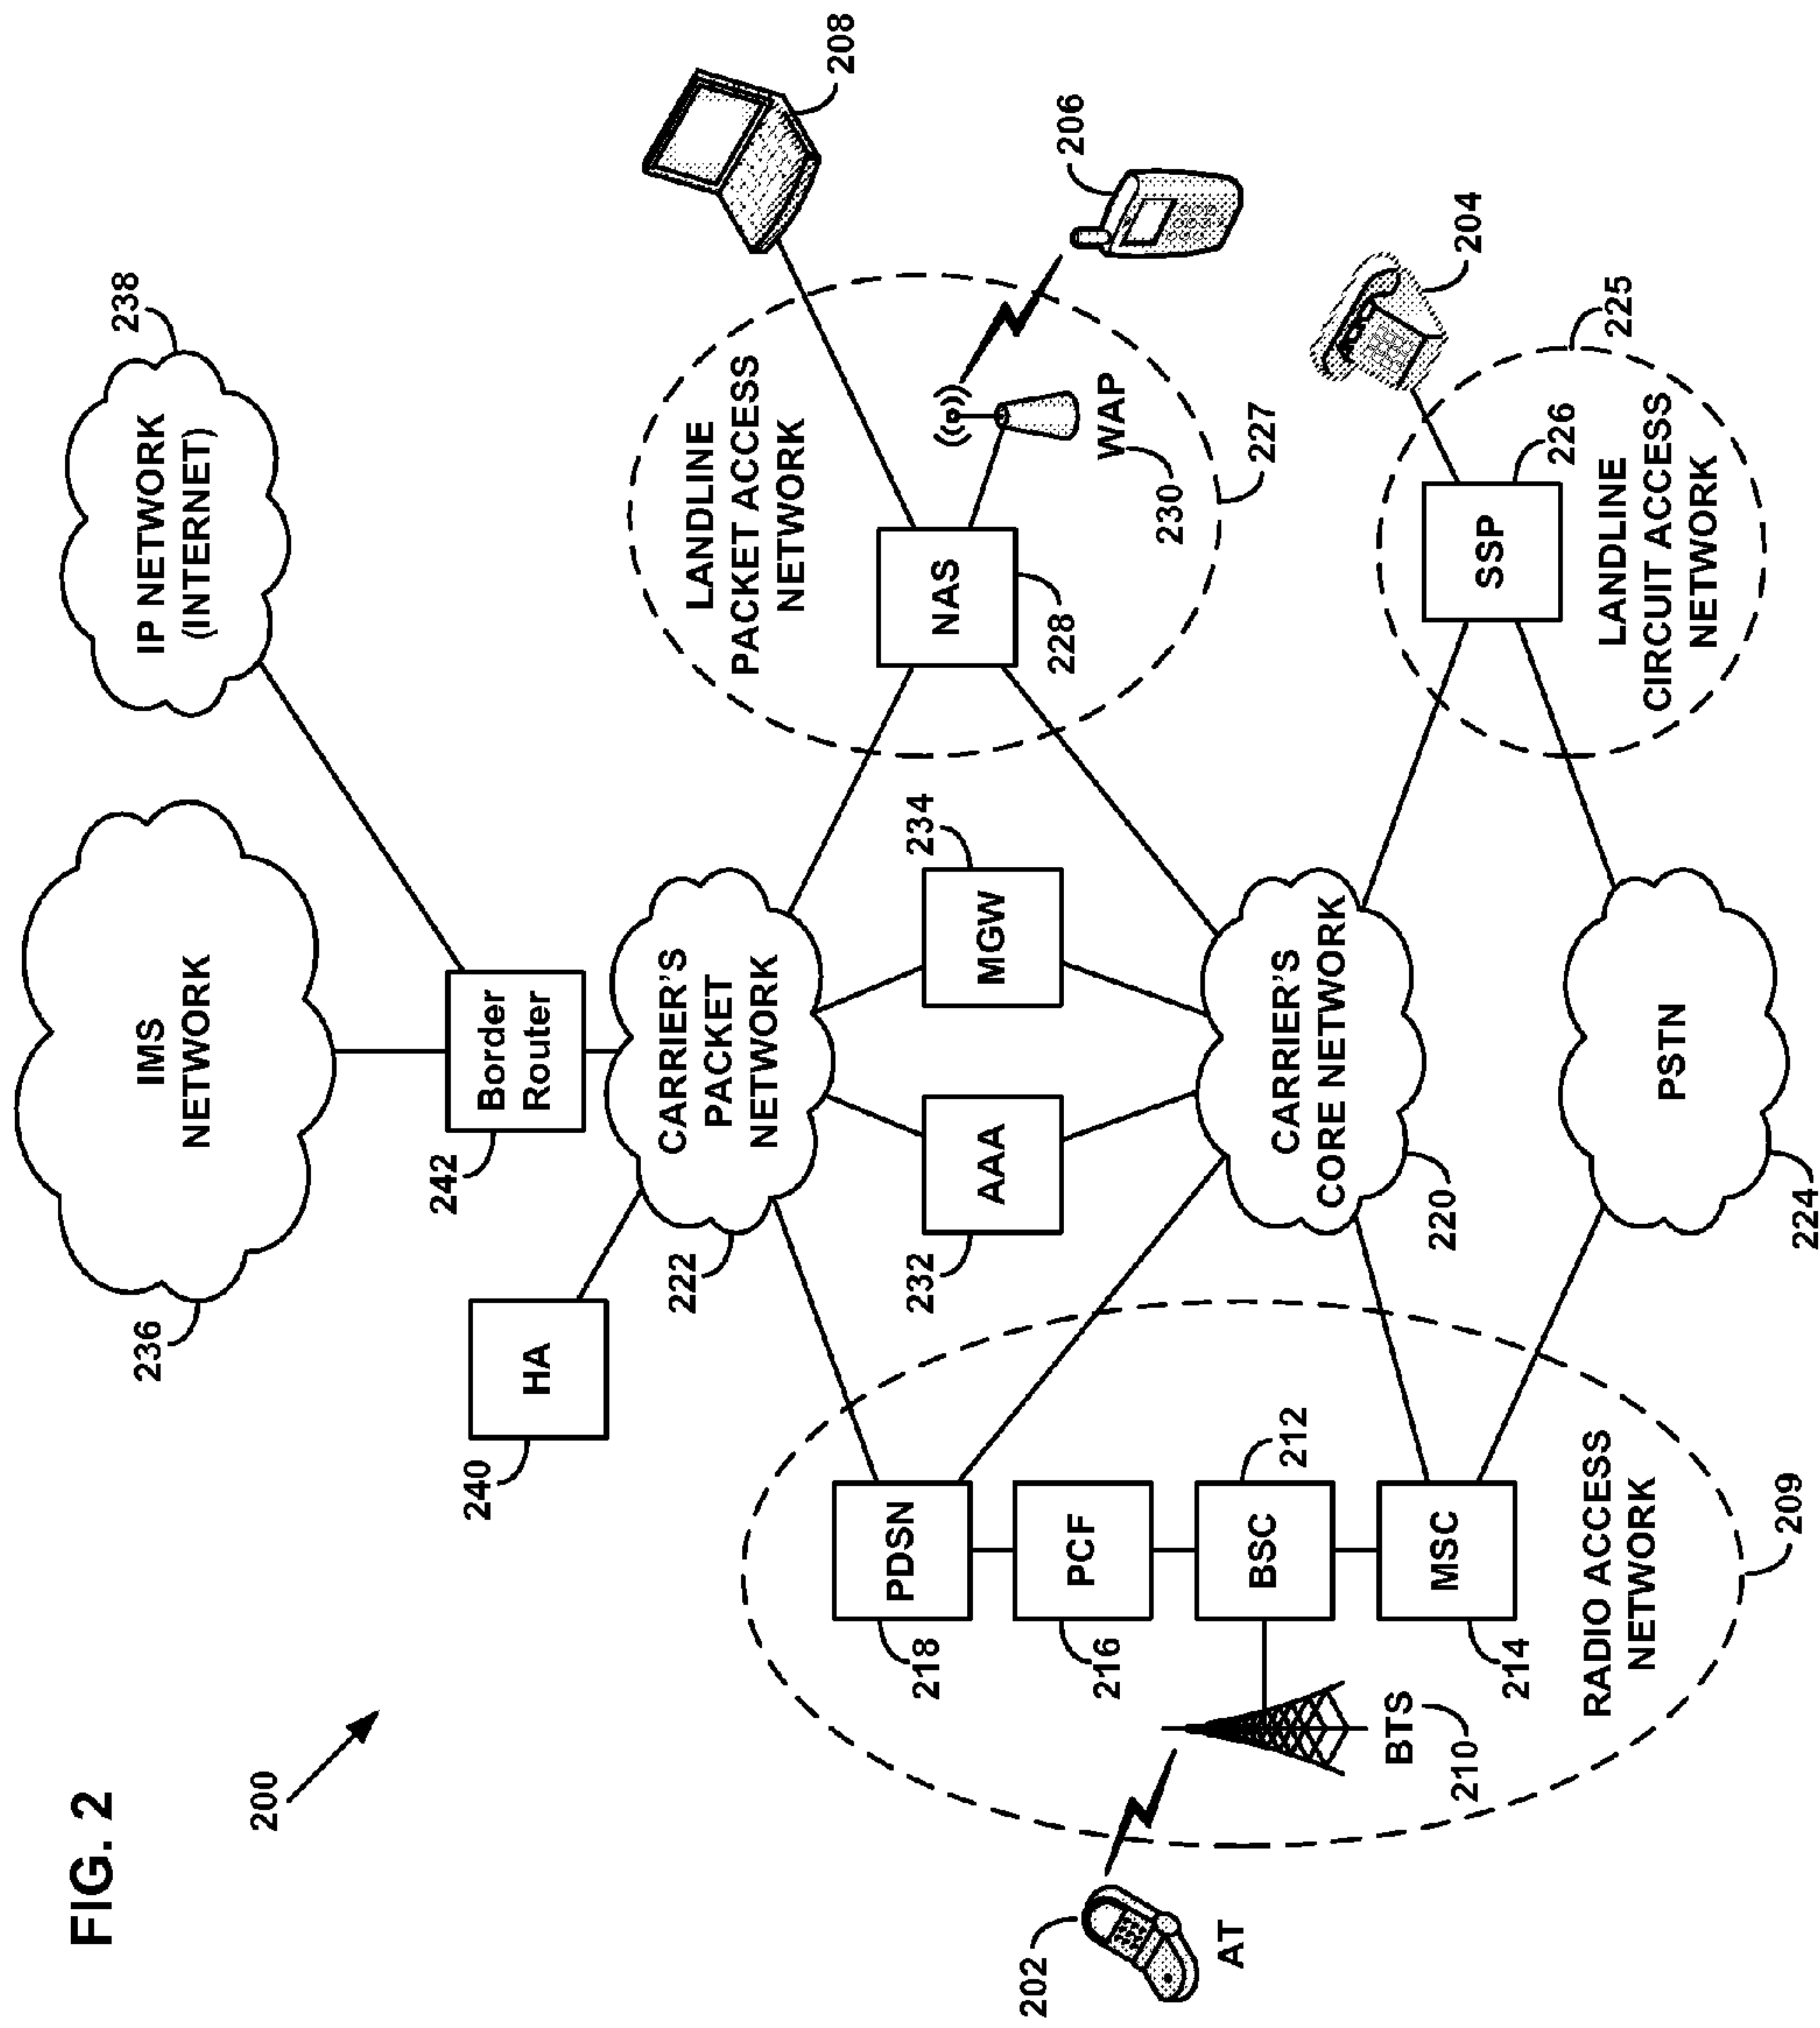 FIG. 2
200
236
IMS
NETWORK
238
IP NETWORK
(INTERNET)
240
HA
242
Border
Router
222
CARRIER'S
PACKET
NETWORK
LANDLINE
PACKET ACCESS
NETWORK
208
218
PDSN
232
AAA
234
MGW
NAS
228
WAP
230
227
206
216
PCF
202
AT
BTS
210
BSC
212
CARRIER'S
CORE NETWORK
220
204
214
MSC
SSP
226
225
LANDLINE
CIRCUIT ACCESS
NETWORK
RADIO ACCESS
NETWORK
209
PSTN
224